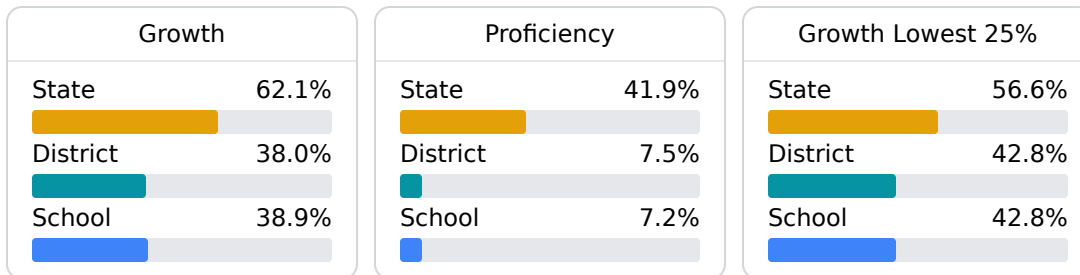 Growth
State 62.1%
District 38.0%
School 38.9%
Proficiency
State 41.9%
District 7.5%
School 7.2%
Growth Lowest 25%
State 56.6%
District 42.8%
School 42.8%